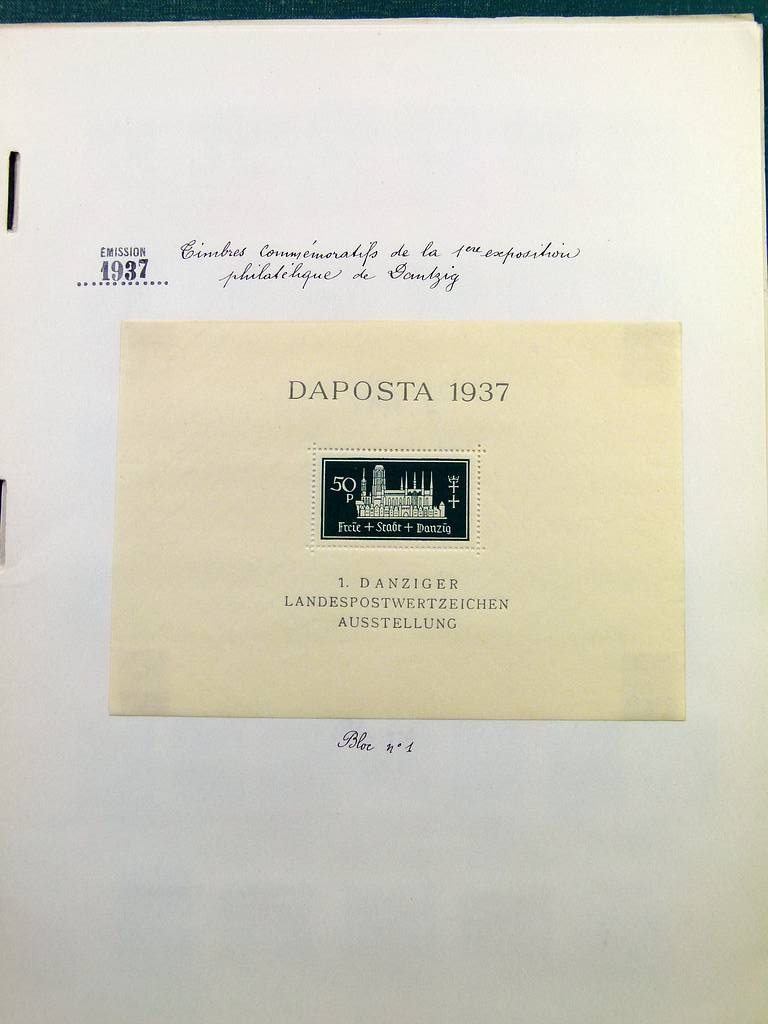 ÉMISSION
1937
Timbres Commémoratifs de la 1ere exposition
philatélique de Dantzig
DAPOSTA 1937
50
P
Freie + Stadt + Danzig
1. DANZIGER
LANDESPOSTWERTZEICHEN
AUSSTELLUNG
Bloc n° 1